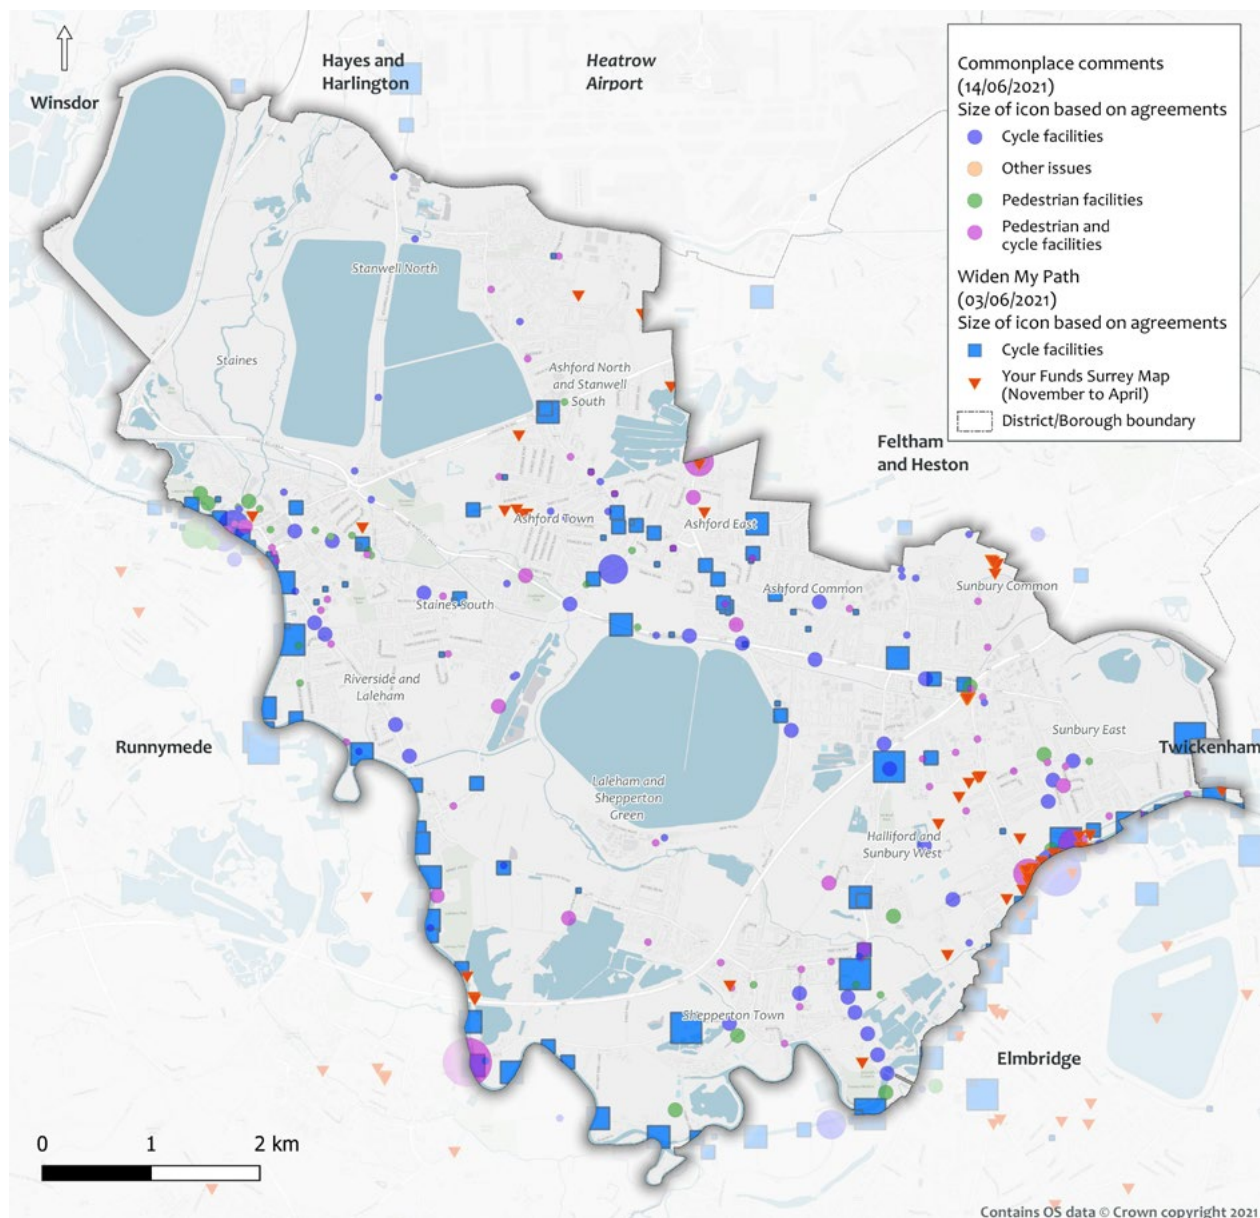 Hayes and
Harlington
Heatrow
Airport
Winsdor
Commonplace comments
(14/06/2021)
Size of icon based on agreements
Cycle facilities
Other issues
Pedestrian facilities
Pedestrian and
cycle facilities
Widen My Path
(03/06/2021)
Size of icon based on agreements
Cycle facilities
Your Funds Surrey Map
(November to April)
District/Borough boundary
Stanwell North
Staines
Ashford North
and Stanwell
South
Feltham
and Heston
Ashford Town
Ashford East
Ashford Common
Sunbury Common
Staines South
Riverside and
Laleham
Runnymede
Sunbury East
Twickenham
Laleham and
Shepperton
Green
Halliford and
Sunbury West
Shepperton Town
Elmbridge
0 1 2 km
Contains OS data © Crown copyright 2021